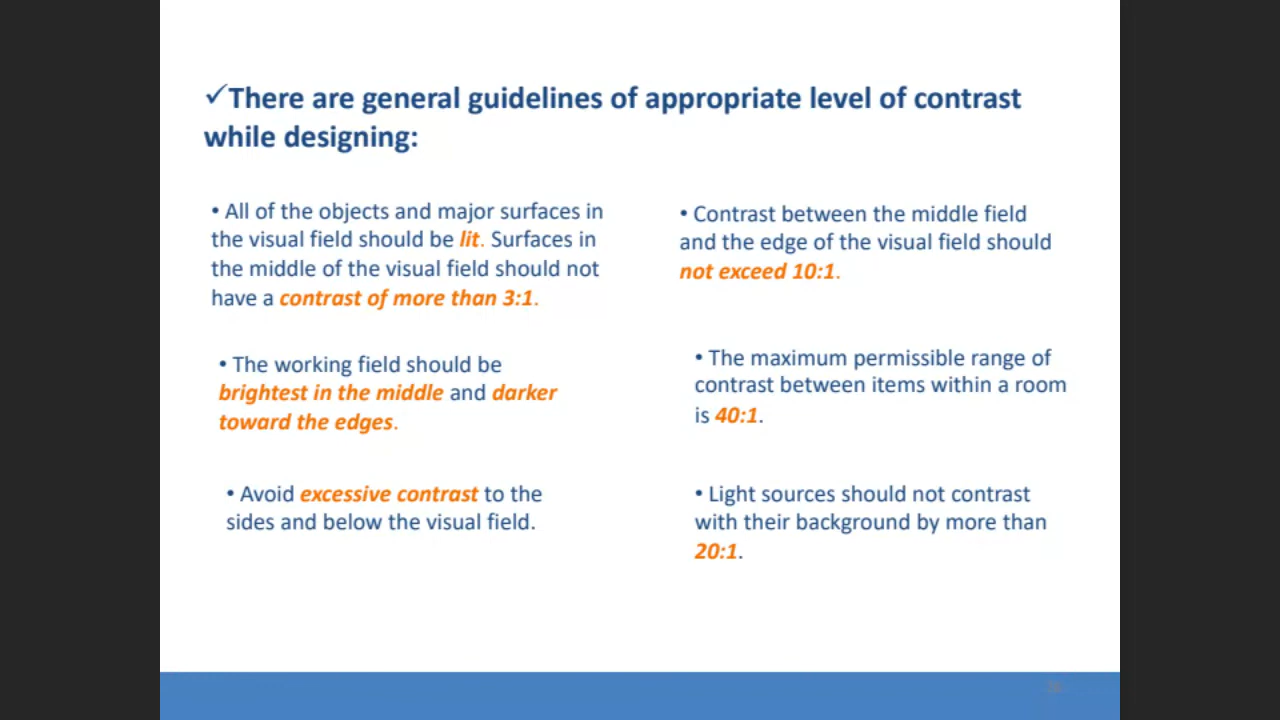 ✓There are general guidelines of appropriate level of contrast
while designing:
• All of the objects and major surfaces in
the visual field should be lit. Surfaces in
the middle of the visual field should not
have a contrast of more than 3:1.
• The working field should be
brightest in the middle and darker
toward the edges.
• Avoid excessive contrast to the
sides and below the visual field.
• Contrast between the middle field
and the edge of the visual field should
not exceed 10:1.
• The maximum permissible range of
contrast between items within a room
is 40:1.
• Light sources should not contrast
with their background by more than
20:1.